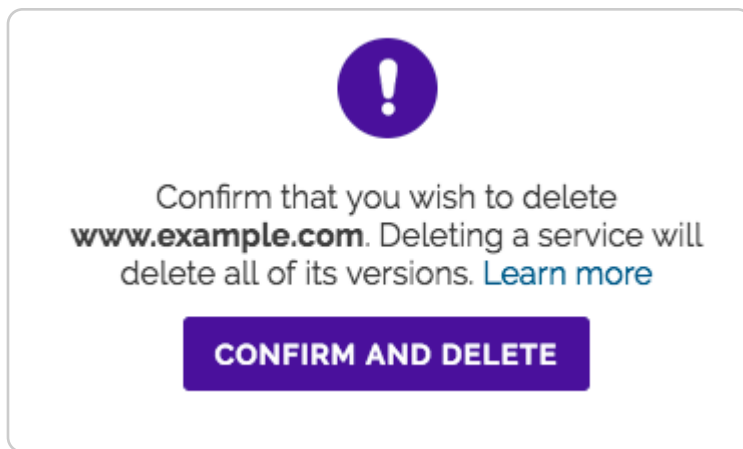 !
Confirm that you wish to delete
www.example.com. Deleting a service will
delete all of its versions. Learn more
CONFIRM AND DELETE